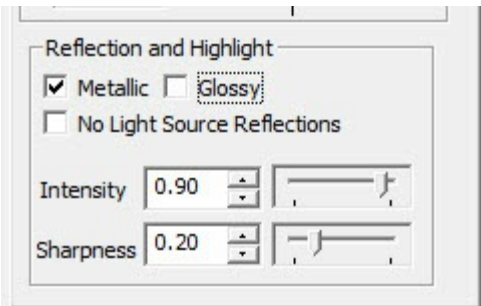 Reflection and Highlight
Metallic Glossy
No Light Source Reflections
Intensity 0.90
Sharpness 0.20